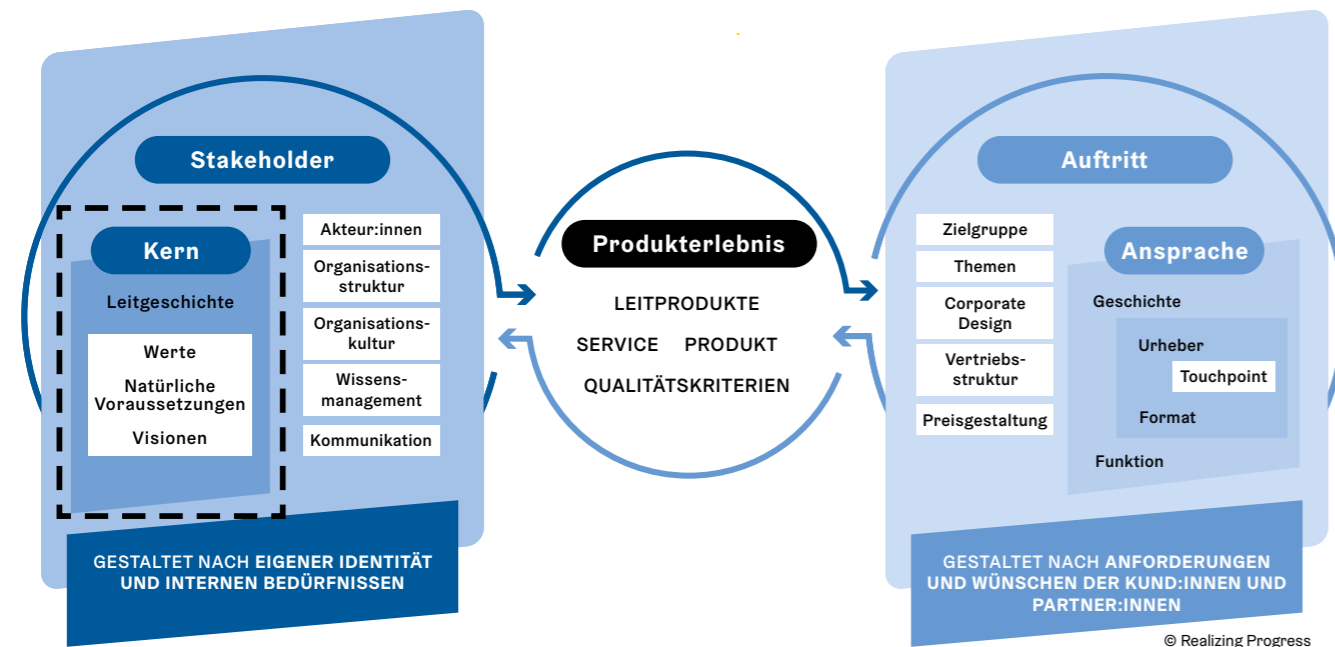 Stakeholder
Kern
Leitgeschichte
Werte
Natürliche
Voraussetzungen
Visionen
Akteur:innen
Organisations-
struktur
Organisations-
kultur
Wissens-
management
Kommunikation
GESTALTET NACH EIGENER IDENTITÄT
UND INTERNEN BEDÜRFNISSEN
Produkterlebnis
LEITPRODUKTE
SERVICE PRODUKT
QUALITÄTSKRITERIEN
Auftritt
Zielgruppe
Themen
Corporate
Design
Vertriebs-
struktur
Preisgestaltung
Ansprache
Geschichte
Urheber
Touchpoint
Format
Funktion
GESTALTET NACH ANFORDERUNGEN
UND WÜNSCHEN DER KUND:INNEN UND
PARTNER:INNEN
© Realizing Progress